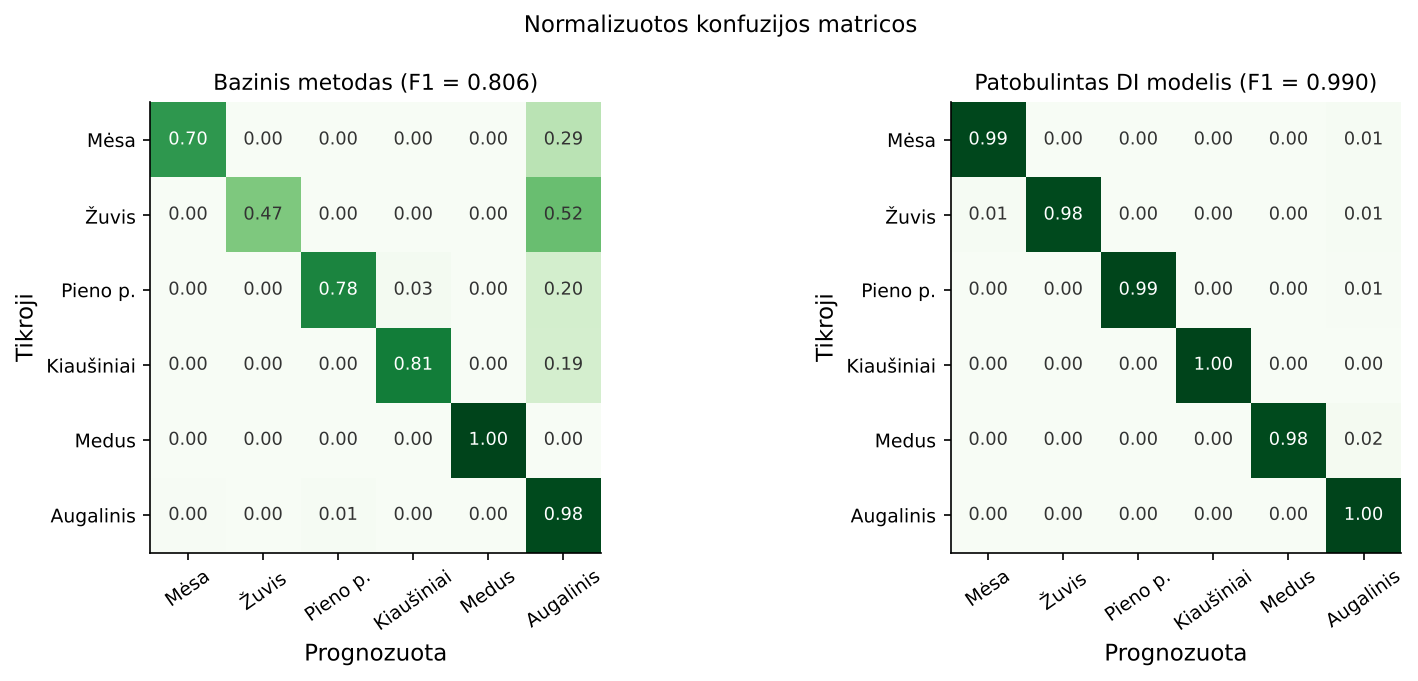 Normalizuotos konfuzijos matricos
Bazinis metodas (F1 = 0.806)
Tikroji
Mėsa 0.70 0.00 0.00 0.00 0.00 0.29
Žuvis 0.00 0.47 0.00 0.00 0.00 0.52
Pieno p. 0.00 0.00 0.78 0.03 0.00 0.20
Kiaušiniai 0.00 0.00 0.00 0.81 0.00 0.19
Medus 0.00 0.00 0.00 0.00 1.00 0.00
Augalinis 0.00 0.00 0.01 0.00 0.00 0.98
Mėsa Žuvis Pieno p. Kiaušiniai Medus Augalinis
Prognozuota
Patobulintas DI modelis (F1 = 0.990)
Tikroji
Mėsa 0.99 0.00 0.00 0.00 0.00 0.01
Žuvis 0.01 0.98 0.00 0.00 0.00 0.01
Pieno p. 0.00 0.00 0.99 0.00 0.00 0.01
Kiaušiniai 0.00 0.00 0.00 1.00 0.00 0.00
Medus 0.00 0.00 0.00 0.00 0.98 0.02
Augalinis 0.00 0.00 0.00 0.00 0.00 1.00
Mėsa Žuvis Pieno p. Kiaušiniai Medus Augalinis
Prognozuota